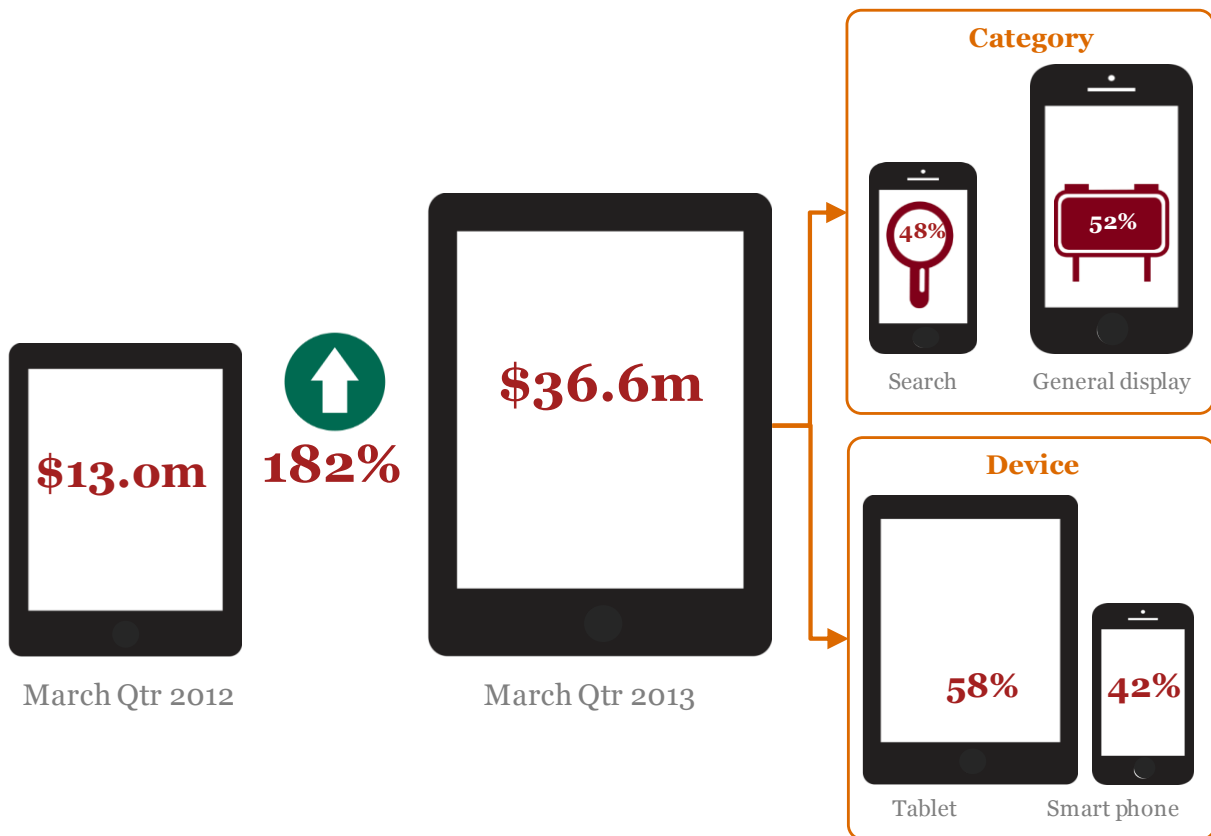 $13.0m
March Qtr 2012
182%
$36.6m
March Qtr 2013
Category
48%
52%
Search
General display
Device
58%
42%
Tablet
Smart phone